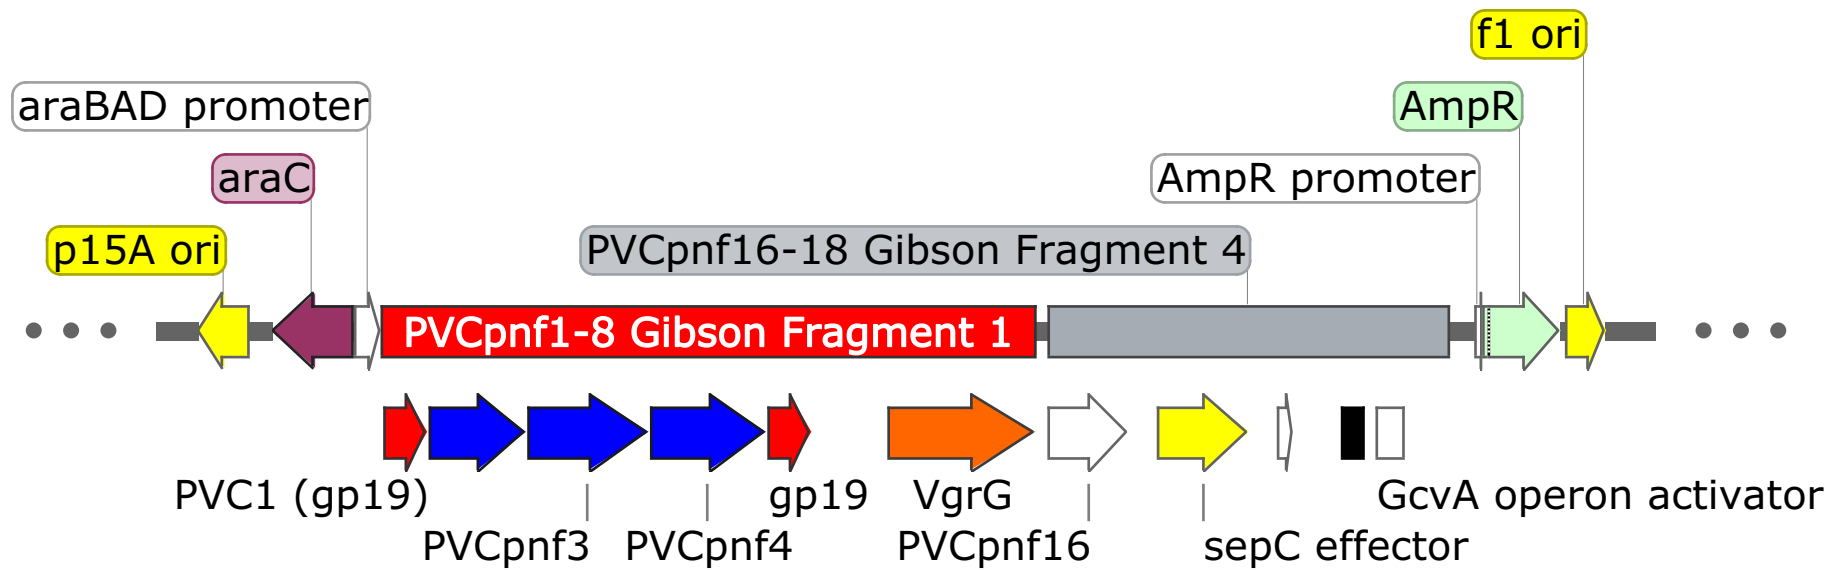 f1 ori
araBAD promoter
AmpR
araC
AmpR promoter
p15A ori
PVCpnf16-18 Gibson Fragment 4
PVCpnf1-8 Gibson Fragment 1
PVC1 (gp19)
gp19
VgrG
GcvA operon activator
PVCpnf3
PVCpnf4
PVCpnf16
sepC effector